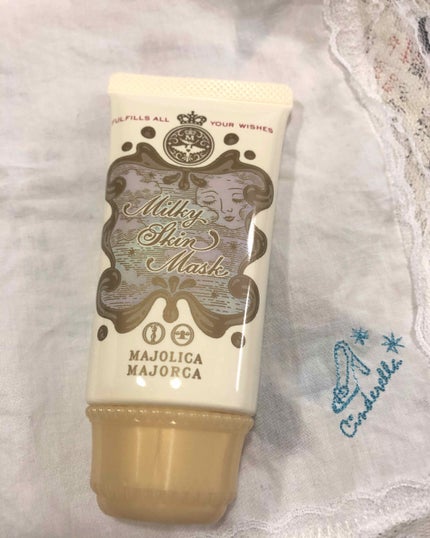 FULFILLS ALL YOUR WISHES
M
Milky
Skin
Mask
MAJOLICA
MAJORCA
Cinderella